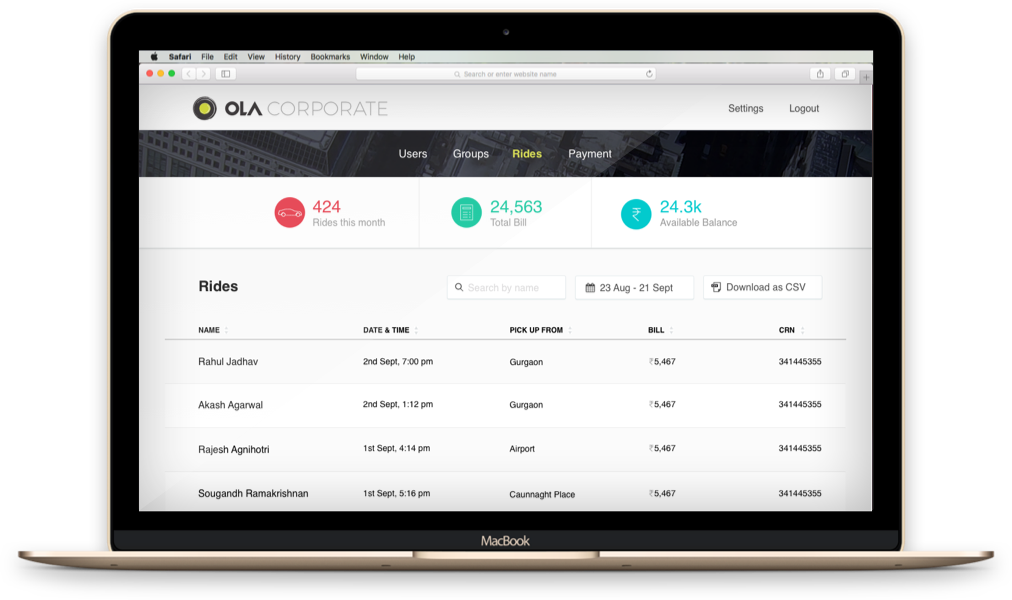 Safari File Edit View History Bookmarks Window Help
Search or enter website name
OLA CORPORATE
Settings Logout
Users Groups Rides Payment
424
Rides this month
24,563
Total Bill
24.3k
Available Balance
Rides
Search by name
23 Aug - 21 Sept
Download as CSV
NAME DATE & TIME PICK UP FROM BILL CRN
Rahul Jadhav 2nd Sept, 7:00 pm Gurgaon ₹5,467 341445355
Akash Agarwal 2nd Sept, 1:12 pm Gurgaon ₹5,467 341445355
Rajesh Agnihotri 1st Sept, 4:14 pm Airport ₹5,467 341445355
Sougandh Ramakrishnan 1st Sept, 5:16 pm Caunnaght Place ₹5,467 341445355
MacBook